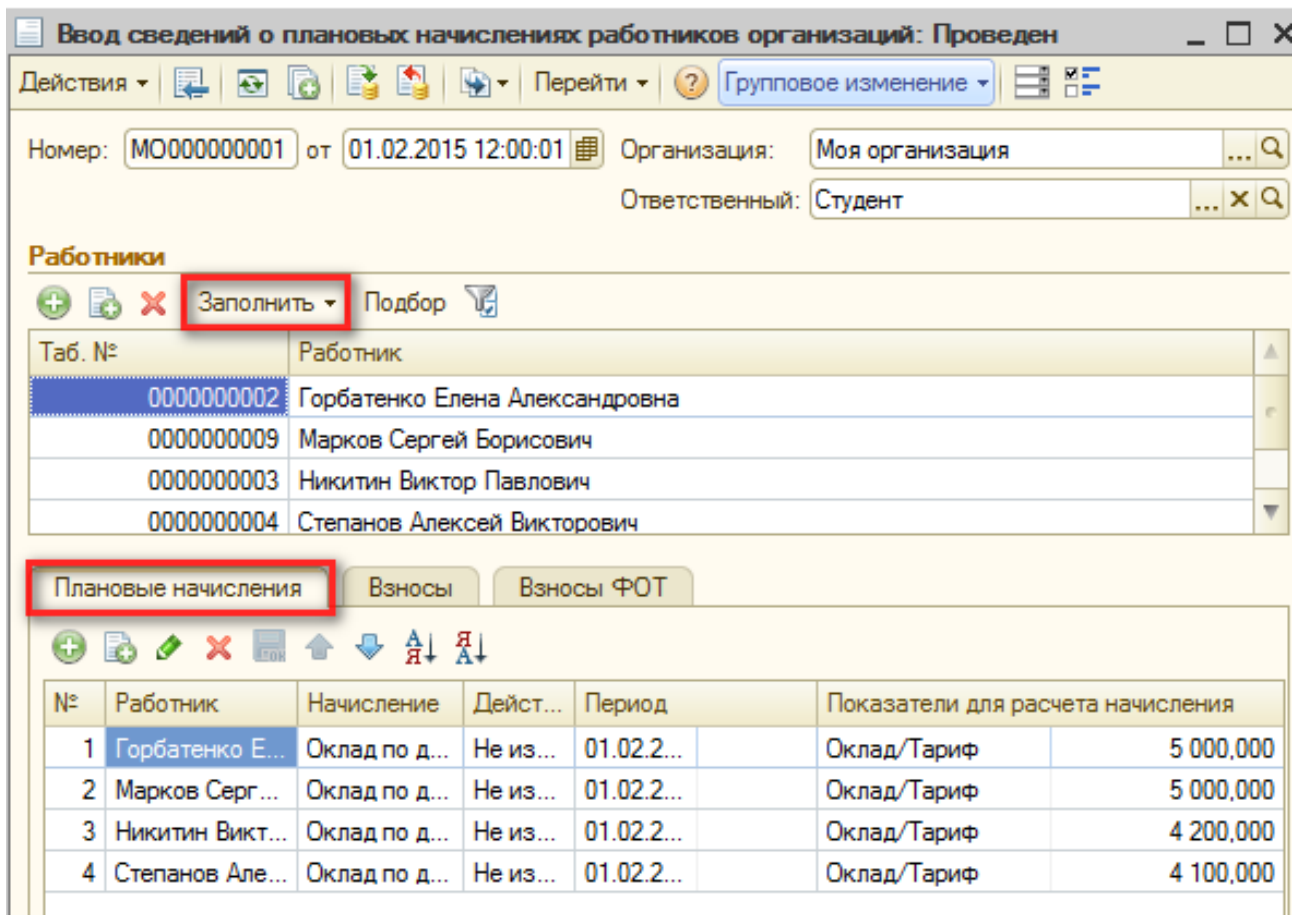 Ввод сведений о плановых начислениях работников организаций: Проведен
Действия Перейти Групповое изменение
Номер: МО000000001 от 01.02.2015 12:00:01 Организация: Моя организация ...
Ответственный: Студент ...
Работники
Заполнить Подбор
Таб. № Работник
0000000002 Горбатенко Елена Александровна
0000000009 Марков Сергей Борисович
0000000003 Никитин Виктор Павлович
0000000004 Степанов Алексей Викторович
Плановые начисления Взносы Взносы ФОТ
№ Работник Начисление Дейст... Период Показатели для расчета начисления
1 Горбатенко Е... Оклад по д... Не из... 01.02.2... Оклад/Тариф 5 000,000
2 Марков Серг... Оклад по д... Не из... 01.02.2... Оклад/Тариф 5 000,000
3 Никитин Викт... Оклад по д... Не из... 01.02.2... Оклад/Тариф 4 200,000
4 Степанов Але... Оклад по д... Не из... 01.02.2... Оклад/Тариф 4 100,000